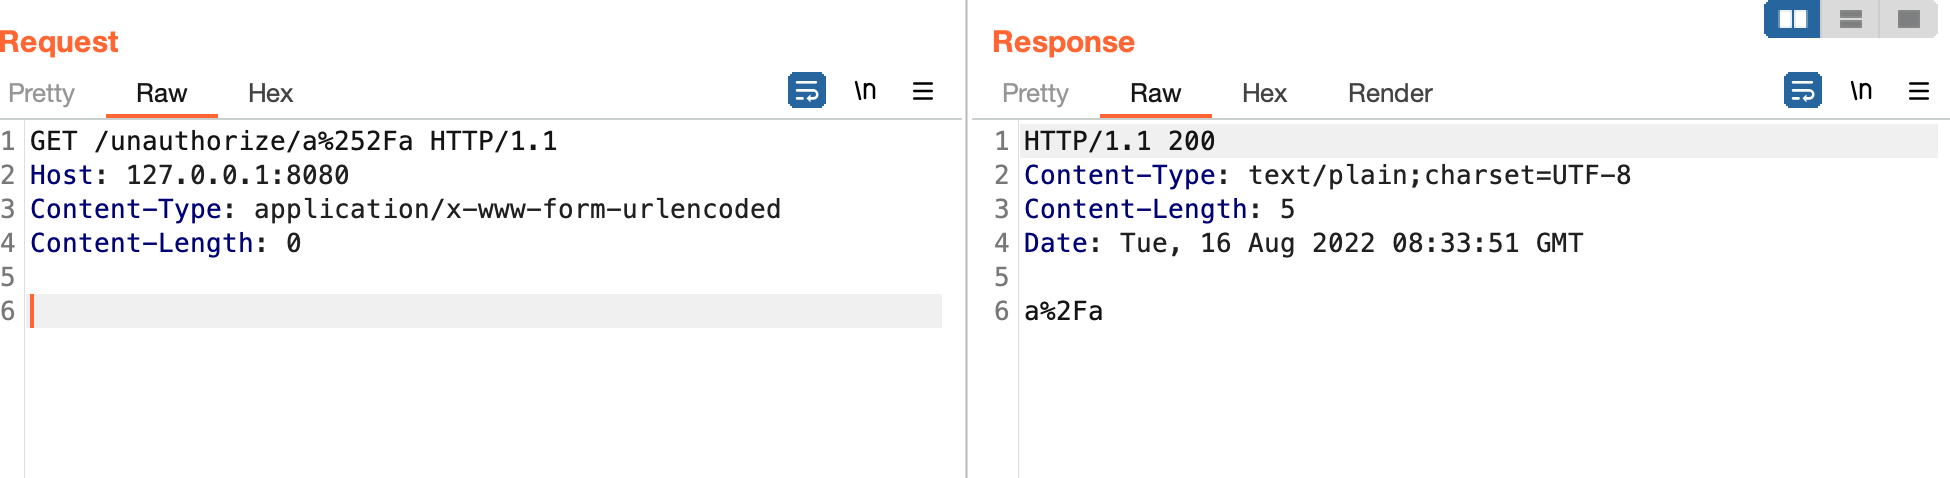 Request
Pretty Raw Hex \n
1 GET /unauthorize/a%252Fa HTTP/1.1
2 Host: 127.0.0.1:8080
3 Content-Type: application/x-www-form-urlencoded
4 Content-Length: 0
5
6
Response
Pretty Raw Hex Render \n
1 HTTP/1.1 200
2 Content-Type: text/plain;charset=UTF-8
3 Content-Length: 5
4 Date: Tue, 16 Aug 2022 08:33:51 GMT
5
6 a%2Fa